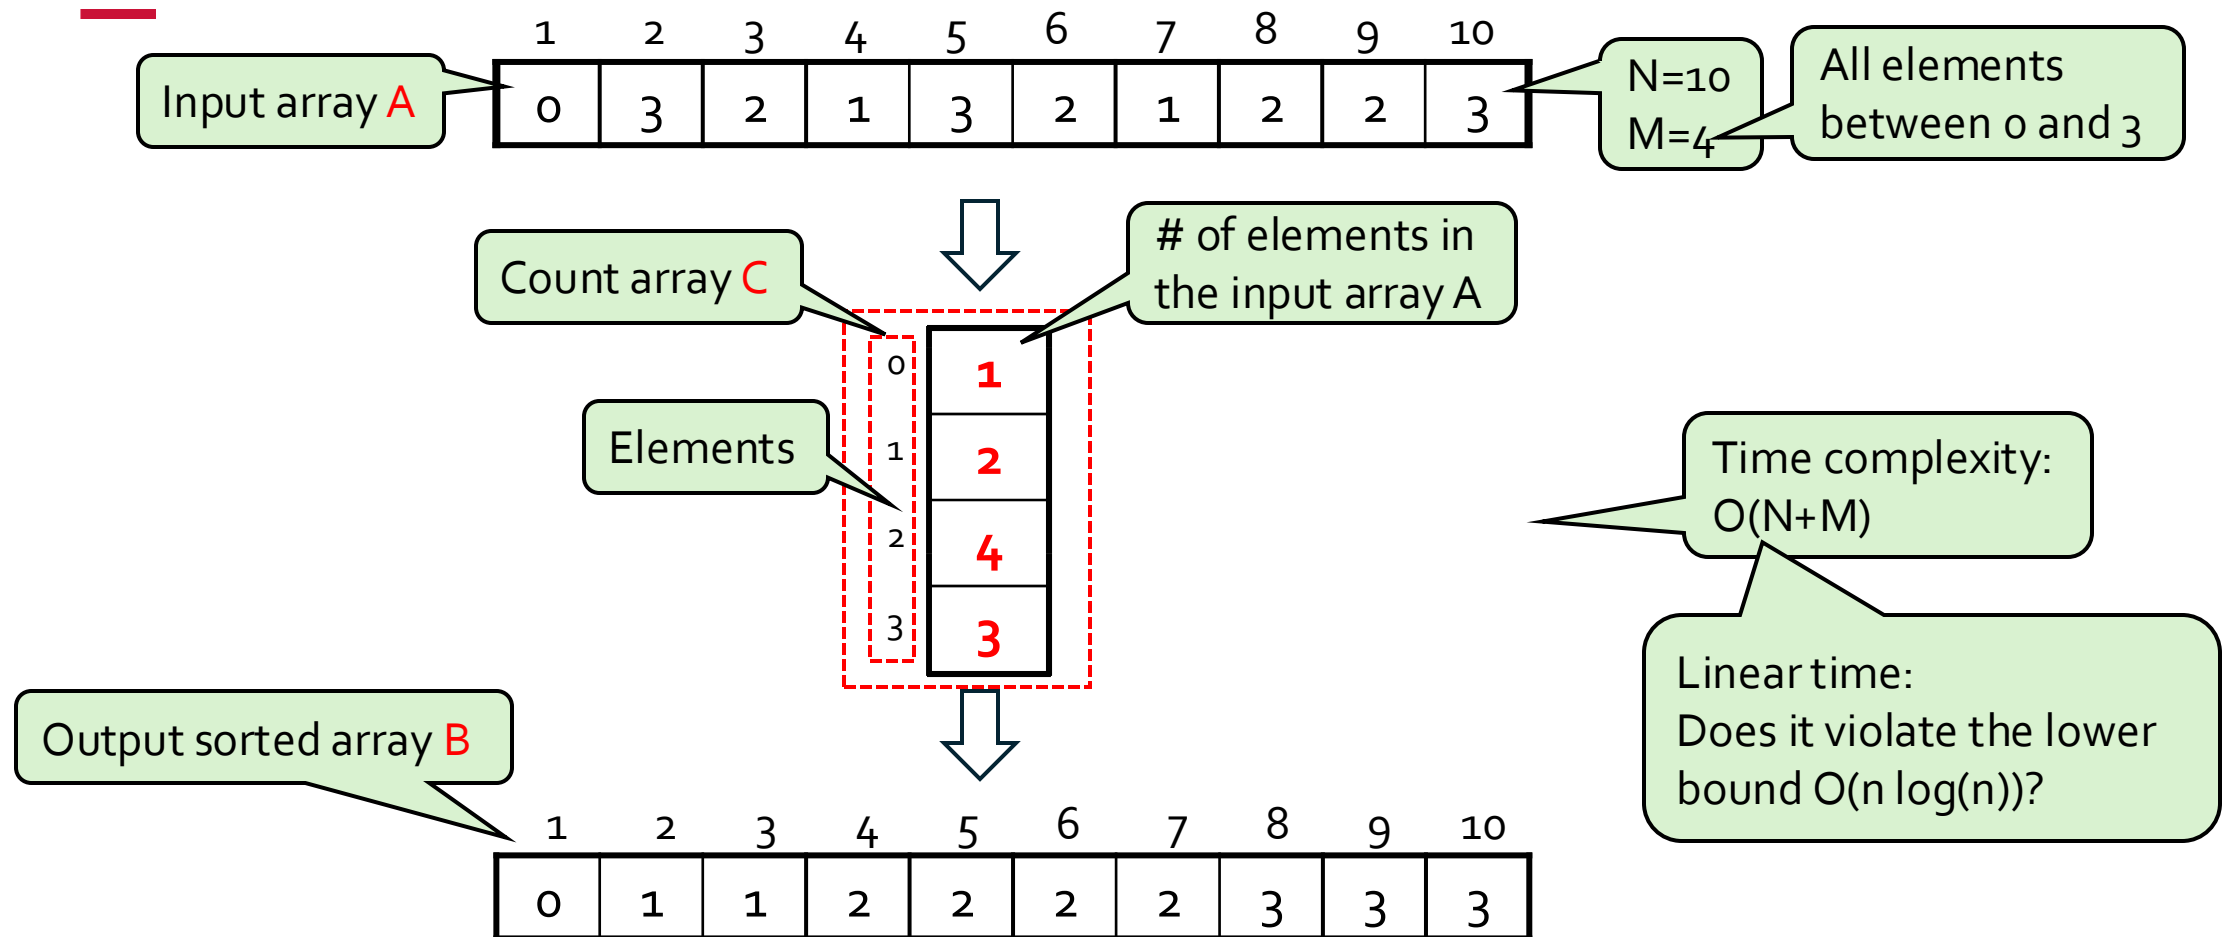 1 2 3 4 5 6 7 8 9 10
Input array A
0 3 2 1 3 2 1 2 2 3
N=10
M=4
All elements
between 0 and 3
Count array C
# of elements in
the input array A
0 1
1 2
2 4
3 3
Elements
Time complexity:
O(N+M)
Linear time:
Does it violate the lower
bound O(n log(n))?
Output sorted array B
1 2 3 4 5 6 7 8 9 10
0 1 1 2 2 2 2 3 3 3